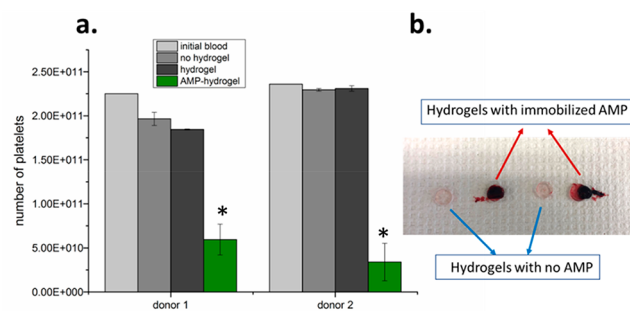 a.
initial blood
no hydrogel
hydrogel
AMP-hydrogel
number of platelets
2.50E+011
2.00E+011
1.50E+011
1.00E+011
5.00E+010
0.00E+000
*
*
donor 1
donor 2
b.
Hydrogels with immobilized AMP
Hydrogels with no AMP